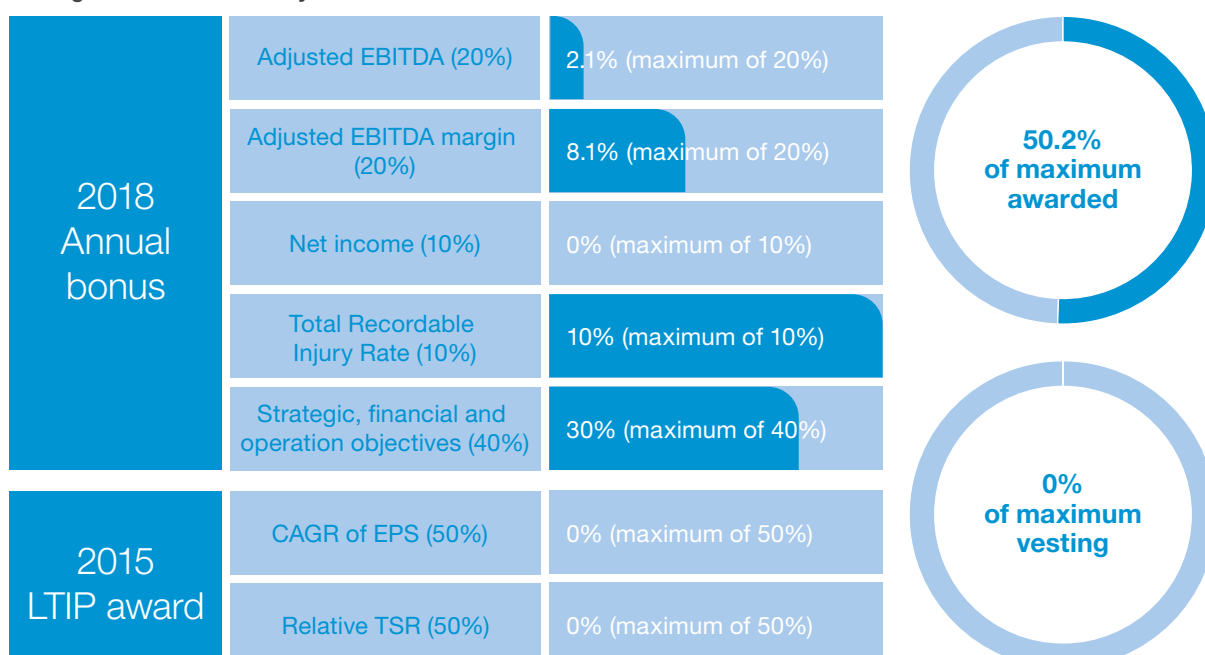 2018
Annual
bonus
Adjusted EBITDA (20%)
2.1% (maximum of 20%)
Adjusted EBITDA margin
(20%)
8.1% (maximum of 20%)
Net income (10%)
0% (maximum of 10%)
Total Recordable
Injury Rate (10%)
10% (maximum of 10%)
Strategic, financial and
operation objectives (40%)
30% (maximum of 40%)
50.2%
of maximum
awarded
2015
LTIP award
CAGR of EPS (50%)
0% (maximum of 50%)
Relative TSR (50%)
0% (maximum of 50%)
0%
of maximum
vesting